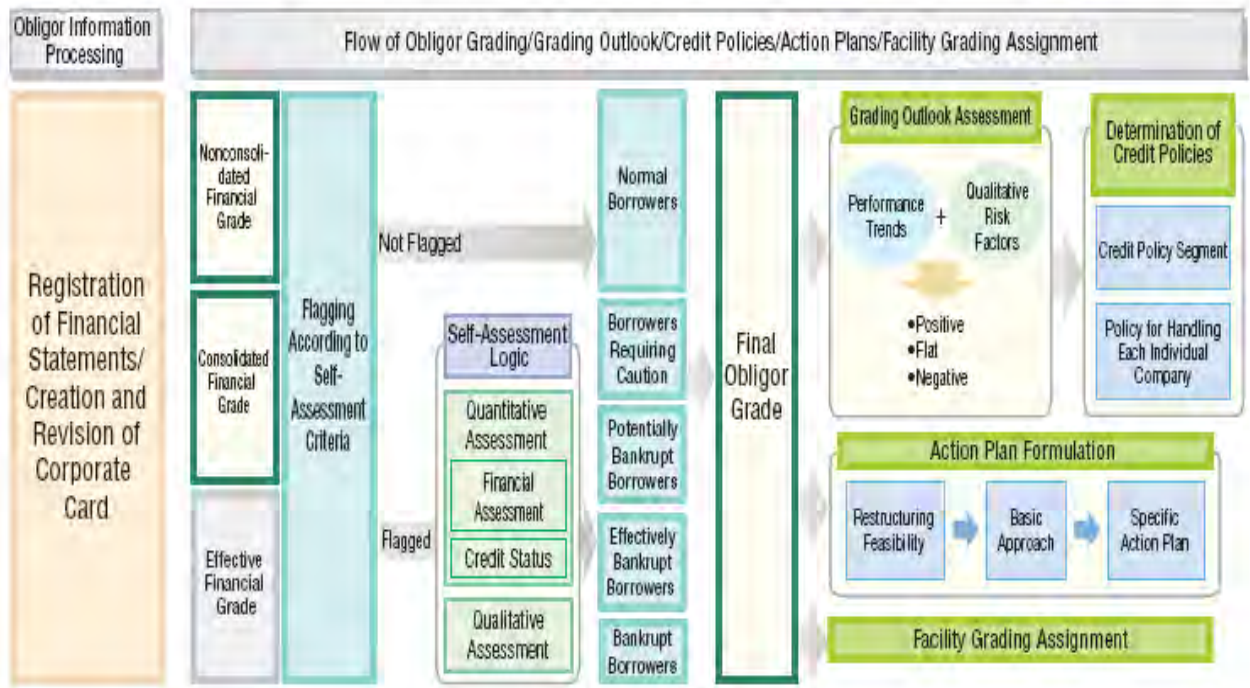 Obligor Information
Processing
Flow of Obligor Grading/Grading Outlook/Credit Policies/Action Plans/Facility Grading Assignment
Registration
of Financial
Statements/
Creation and
Revision of
Corporate
Card
Nonconsoli-
dated
Financial
Grade
Consolidated
Financial
Grade
Effective
Financial
Grade
Flagging
According to
Self-
Assessment
Criteria
Not Flagged
Flagged
Self-Assessment
Logic
Quantitative
Assessment
Financial
Assessment
Credit Status
Qualitative
Assessment
Normal
Borrowers
Borrowers
Requiring
Caution
Potentially
Bankrupt
Borrowers
Effectively
Bankrupt
Borrowers
Bankrupt
Borrowers
Final
Obligor
Grade
Grading Outlook Assessment
Performance
Trends
+
Qualitative
Risk
Factors
•Positive
•Flat
•Negative
Determination of
Credit Policies
Credit Policy Segment
Policy for Handling
Each Individual
Company
Action Plan Formulation
Restructuring
Feasibility
Basic
Approach
Specific
Action Plan
Facility Grading Assignment